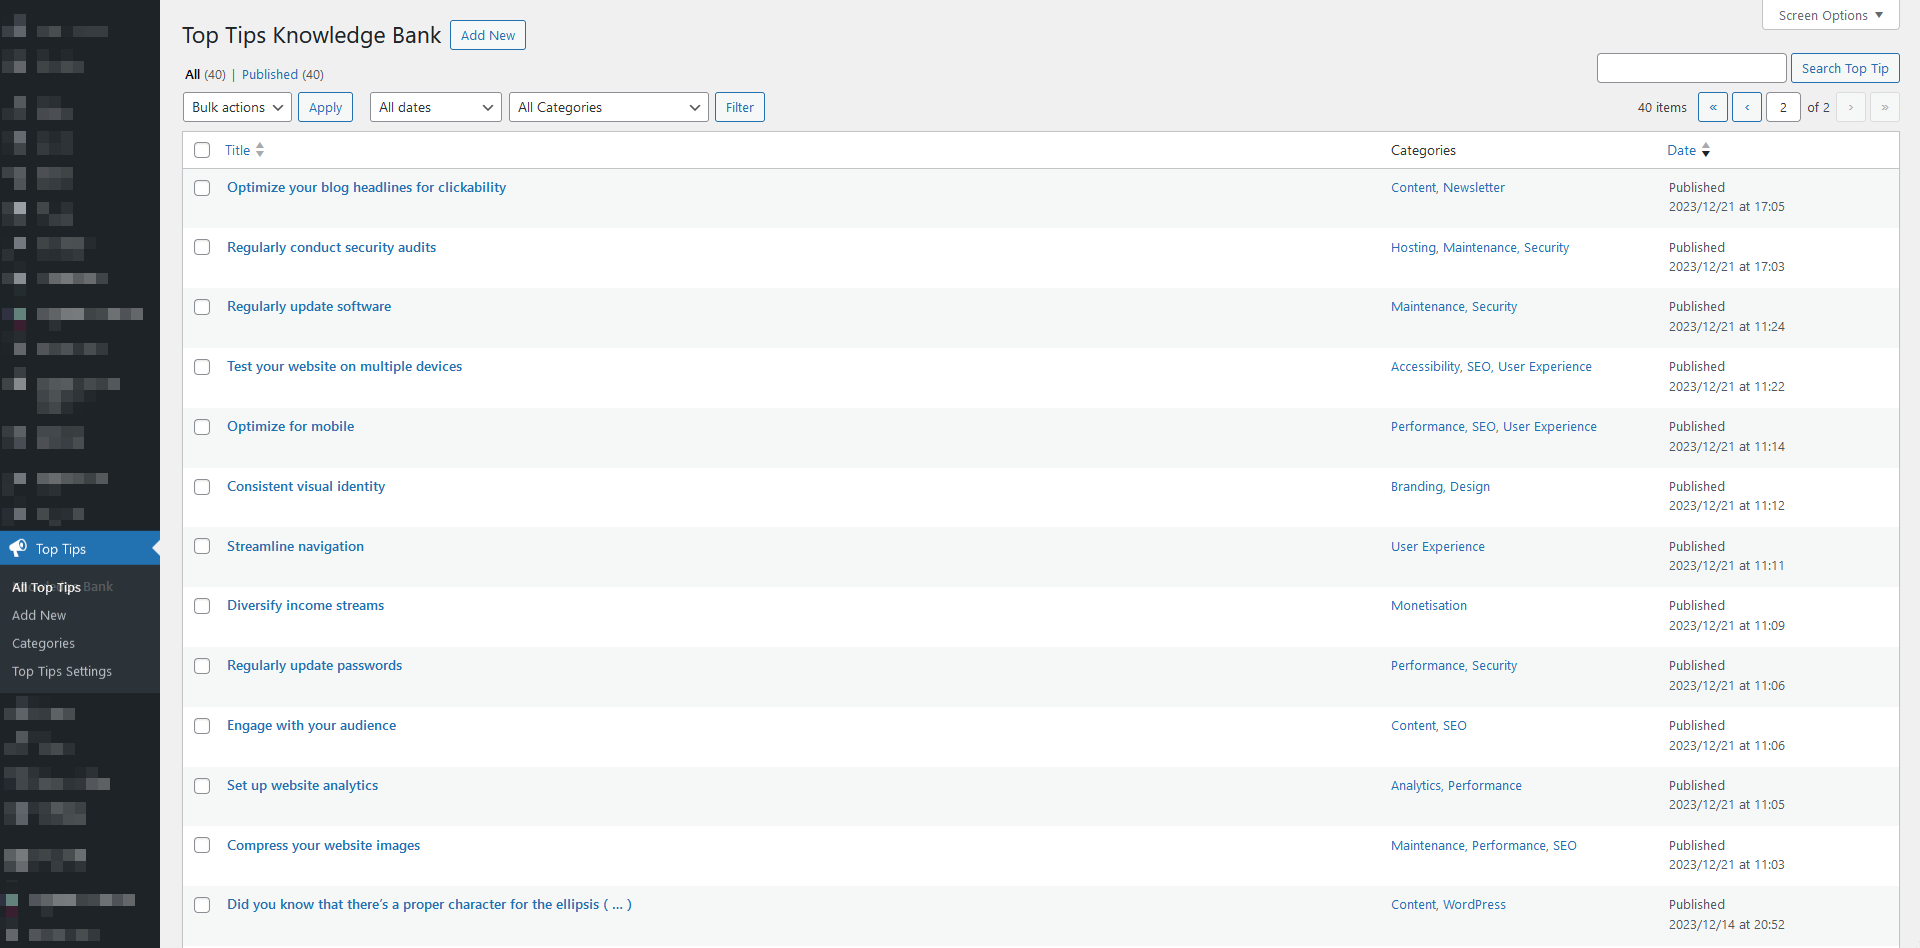 Screen Options ▼
Top Tips Knowledge Bank Add New
All (40) | Published (40)
Search Top Tip
Bulk actions Apply All dates All Categories Filter 40 items « ‹ 2 of 2 › »
Title Categories Date
Optimize your blog headlines for clickability Content, Newsletter Published
2023/12/21 at 17:05
Regularly conduct security audits Hosting, Maintenance, Security Published
2023/12/21 at 17:03
Regularly update software Maintenance, Security Published
2023/12/21 at 11:24
Test your website on multiple devices Accessibility, SEO, User Experience Published
2023/12/21 at 11:22
Optimize for mobile Performance, SEO, User Experience Published
2023/12/21 at 11:14
Consistent visual identity Branding, Design Published
2023/12/21 at 11:12
Streamline navigation User Experience Published
2023/12/21 at 11:11
Diversify income streams Monetisation Published
2023/12/21 at 11:09
Regularly update passwords Performance, Security Published
2023/12/21 at 11:06
Engage with your audience Content, SEO Published
2023/12/21 at 11:06
Set up website analytics Analytics, Performance Published
2023/12/21 at 11:05
Compress your website images Maintenance, Performance, SEO Published
2023/12/21 at 11:03
Did you know that there’s a proper character for the ellipsis ( … ) Content, WordPress Published
2023/12/14 at 20:52
Top Tips
All Top Tips Bank
Add New
Categories
Top Tips Settings